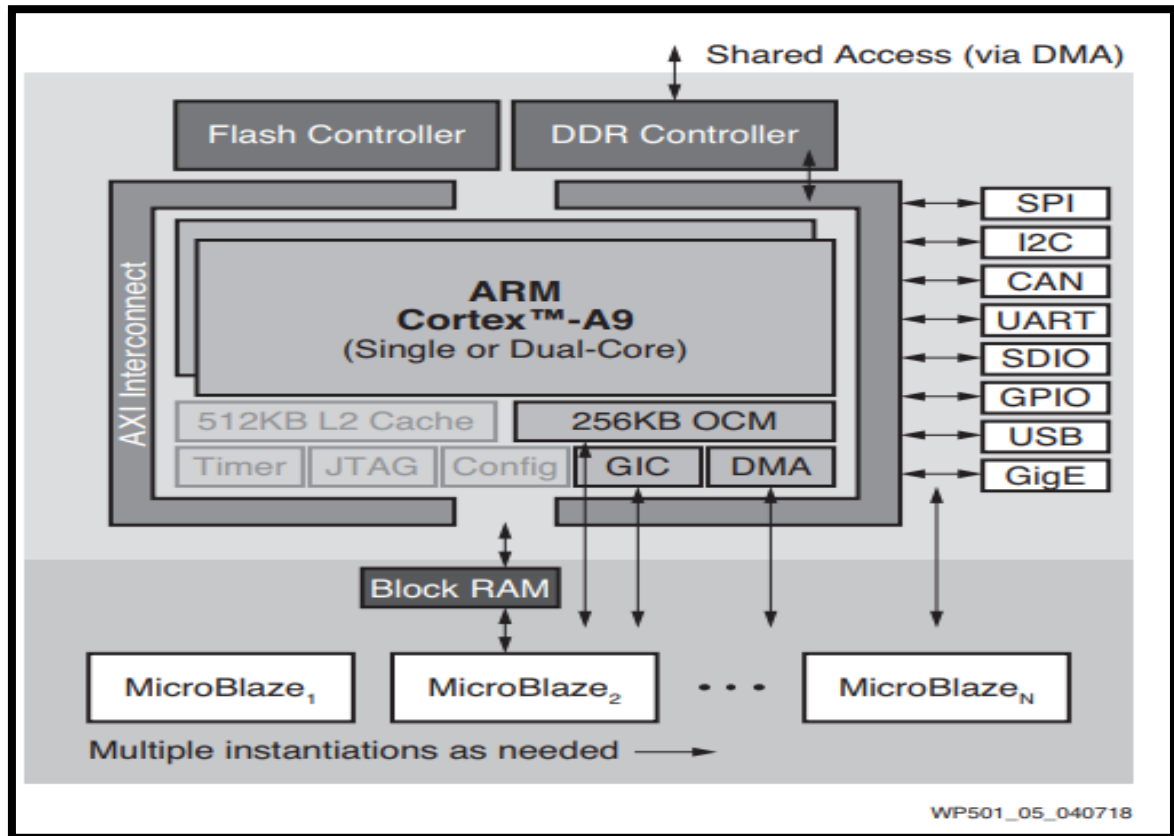 Shared Access (via DMA)
Flash Controller
DDR Controller
AXI Interconnect
ARM
Cortex™-A9
(Single or Dual-Core)
512KB L2 Cache
256KB OCM
Timer
JTAG
Config
GIC
DMA
SPI
I2C
CAN
UART
SDIO
GPIO
USB
GigE
Block RAM
MicroBlaze₁
MicroBlaze₂
• • •
MicroBlazeN
Multiple instantiations as needed
WP501_05_040718